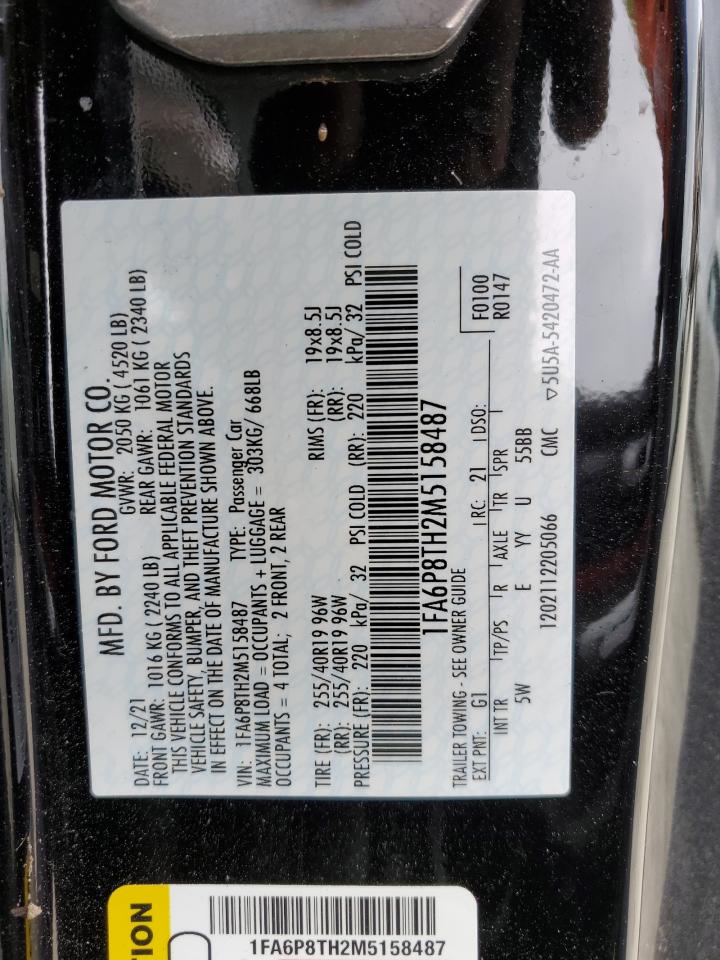 MFD. BY FORD MOTOR CO.
DATE: 12/21 GVWR: 2050 KG ( 4520 LB)
FRONT GAWR: 1016 KG ( 2240 LB) REAR GAWR: 1061 KG ( 2340 LB)
THIS VEHICLE CONFORMS TO ALL APPLICABLE FEDERAL MOTOR
VEHICLE SAFETY, BUMPER, AND THEFT PREVENTION STANDARDS
IN EFFECT ON THE DATE OF MANUFACTURE SHOWN ABOVE.
VIN: 1FA6P8TH2M5158487 TYPE: Passenger Car
MAXIMUM LOAD = OCCUPANTS + LUGGAGE = 303KG/ 668LB
OCCUPANTS = 4 TOTAL; 2 FRONT, 2 REAR
TIRE (FR): 255/40R19 96W RIMS (FR): 19x8.5J
(RR): 255/40R19 96W (RR): 19x8.5J
PRESSURE (FR): 220 kPa/ 32 PSI COLD (RR): 220 kPa/ 32 PSI COLD
1FA6P8TH2M5158487
TRAILER TOWING - SEE OWNER GUIDE
EXT PNT: G1 RC: 21 DSO: F0100
INT TR TP/PS R AXLE TR SPR R0147
5W E YY U 55BB
1202112205066 CMC ▽5U5A-5420472-AA
TION
1FA6P8TH2M5158487